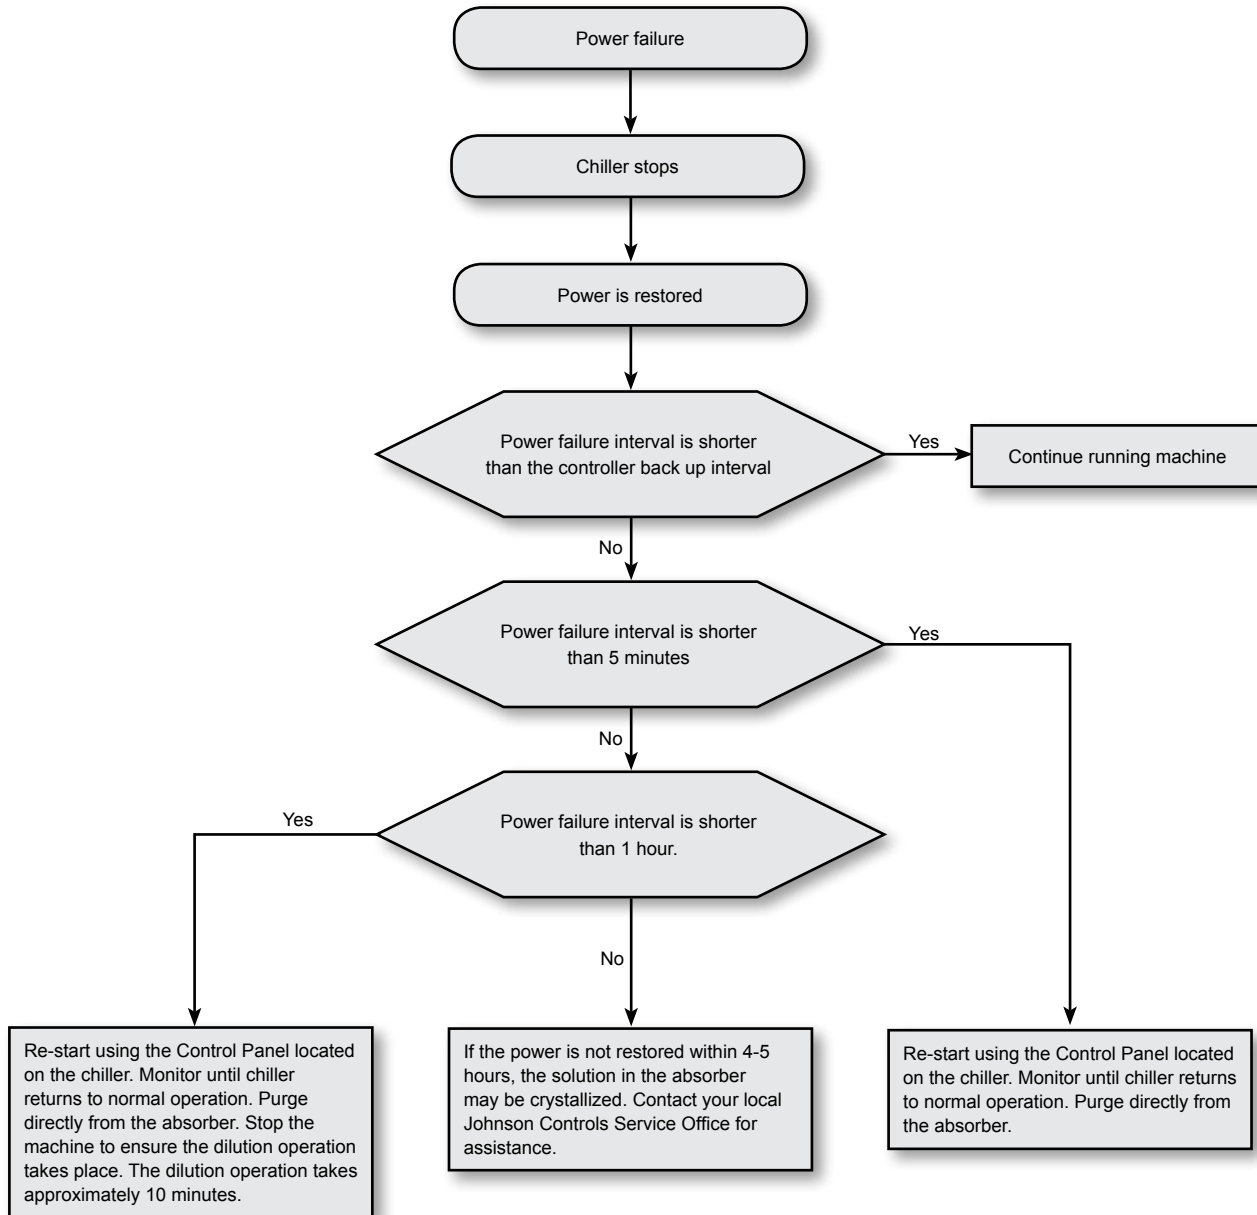 Power failure
Chiller stops
Power is restored
Power failure interval is shorter
than the controller back up interval
Yes
Continue running machine
No
Power failure interval is shorter
than 5 minutes
Yes
No
Power failure interval is shorter
than 1 hour.
Yes
No
Re-start using the Control Panel located
on the chiller. Monitor until chiller
returns to normal operation. Purge
directly from the absorber. Stop the
machine to ensure the dilution operation
takes place. The dilution operation takes
approximately 10 minutes.
If the power is not restored within 4-5
hours, the solution in the absorber
may be crystallized. Contact your local
Johnson Controls Service Office for
assistance.
Re-start using the Control Panel located
on the chiller. Monitor until chiller returns
to normal operation. Purge directly from
the absorber.